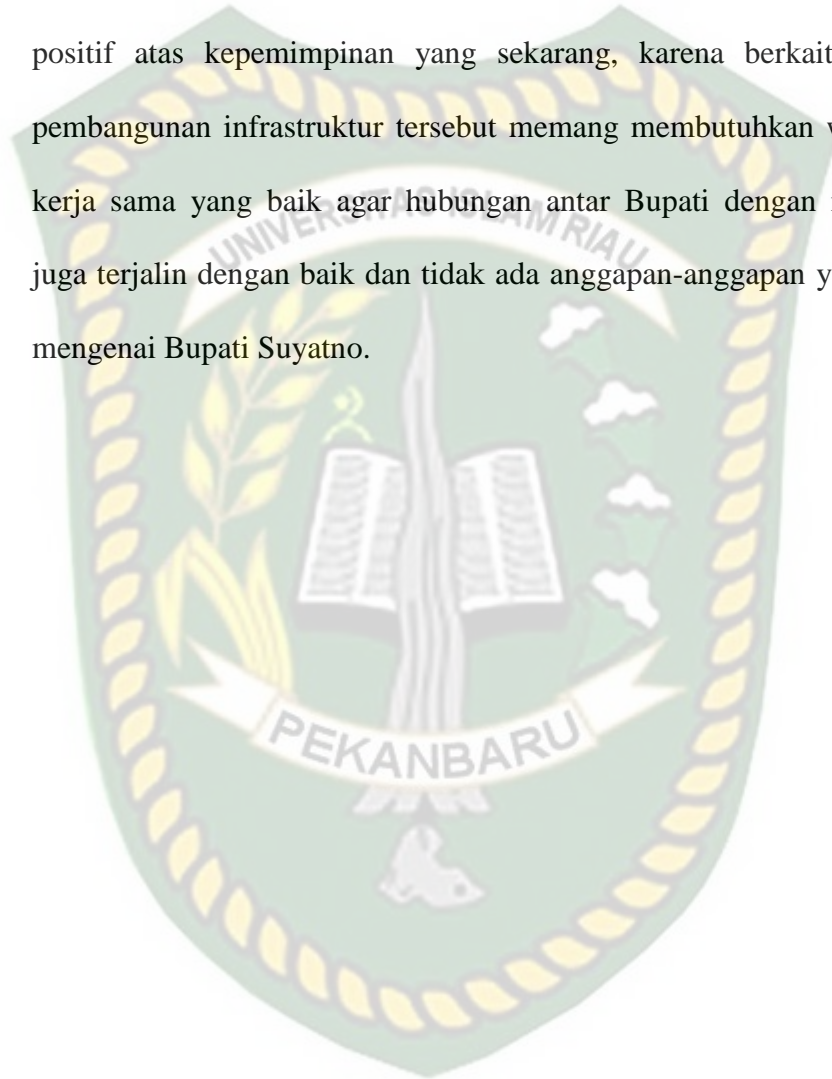 positif atas kepemimpinan yang sekarang, karena berkait
pembangunan infrastruktur tersebut memang membutuhkan
kerja sama yang baik agar hubungan antar Bupati dengan
juga terjalin dengan baik dan tidak ada anggapan-anggapan
mengenai Bupati Suyatno.
UNIVERSITAS ISLAM RIAU
PEKANBARU